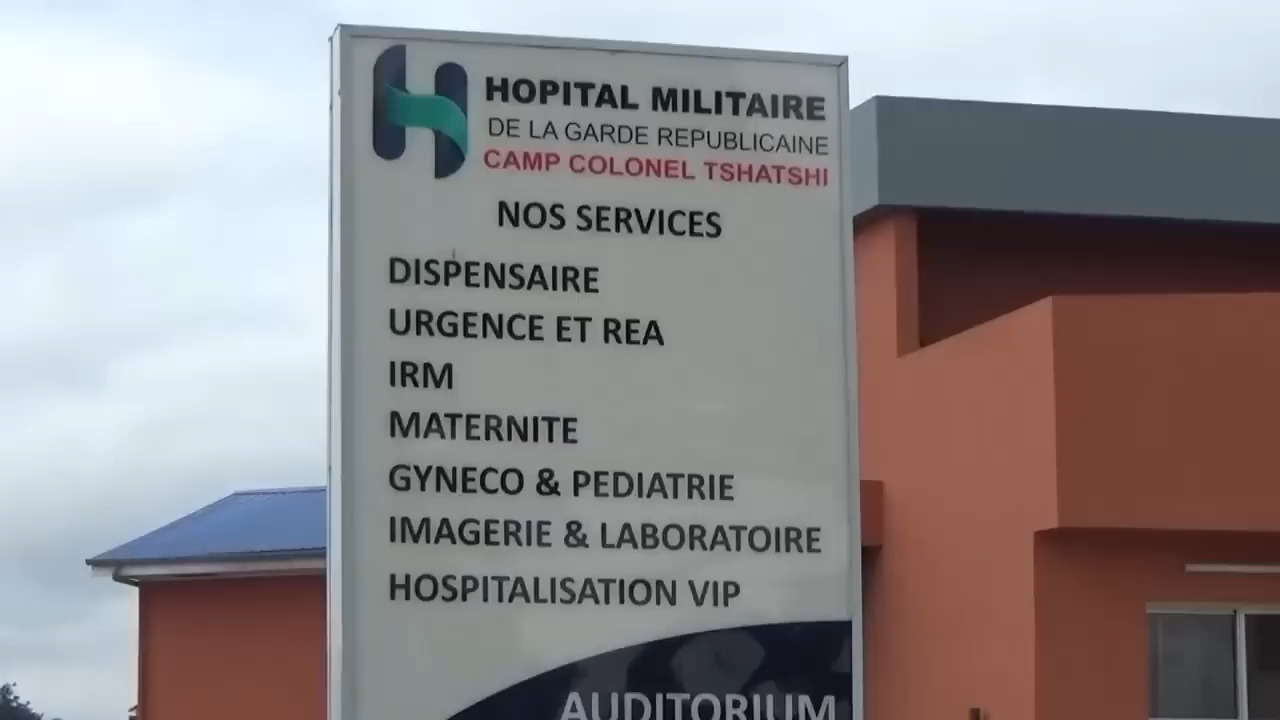 HOPITAL MILITAIRE
DE LA GARDE REPUBLICAINE
CAMP COLONEL TSHATSHI
NOS SERVICES
DISPENSAIRE
URGENCE ET REA
IRM
MATERNITE
GYNECO & PEDIATRIE
IMAGERIE & LABORATOIRE
HOSPITALISATION VIP
AUDITORIUM